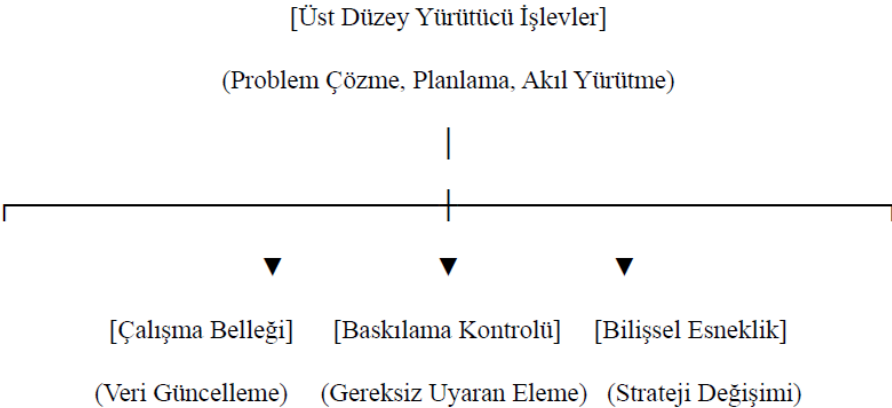 [Üst Düzey Yürütücü İşlevler]
(Problem Çözme, Planlama, Akıl Yürütme)
[Çalışma Belleği] [Baskılama Kontrolü] [Bilişsel Esneklik]
(Veri Güncelleme) (Gereksiz Uyaran Eleme) (Strateji Değişimi)